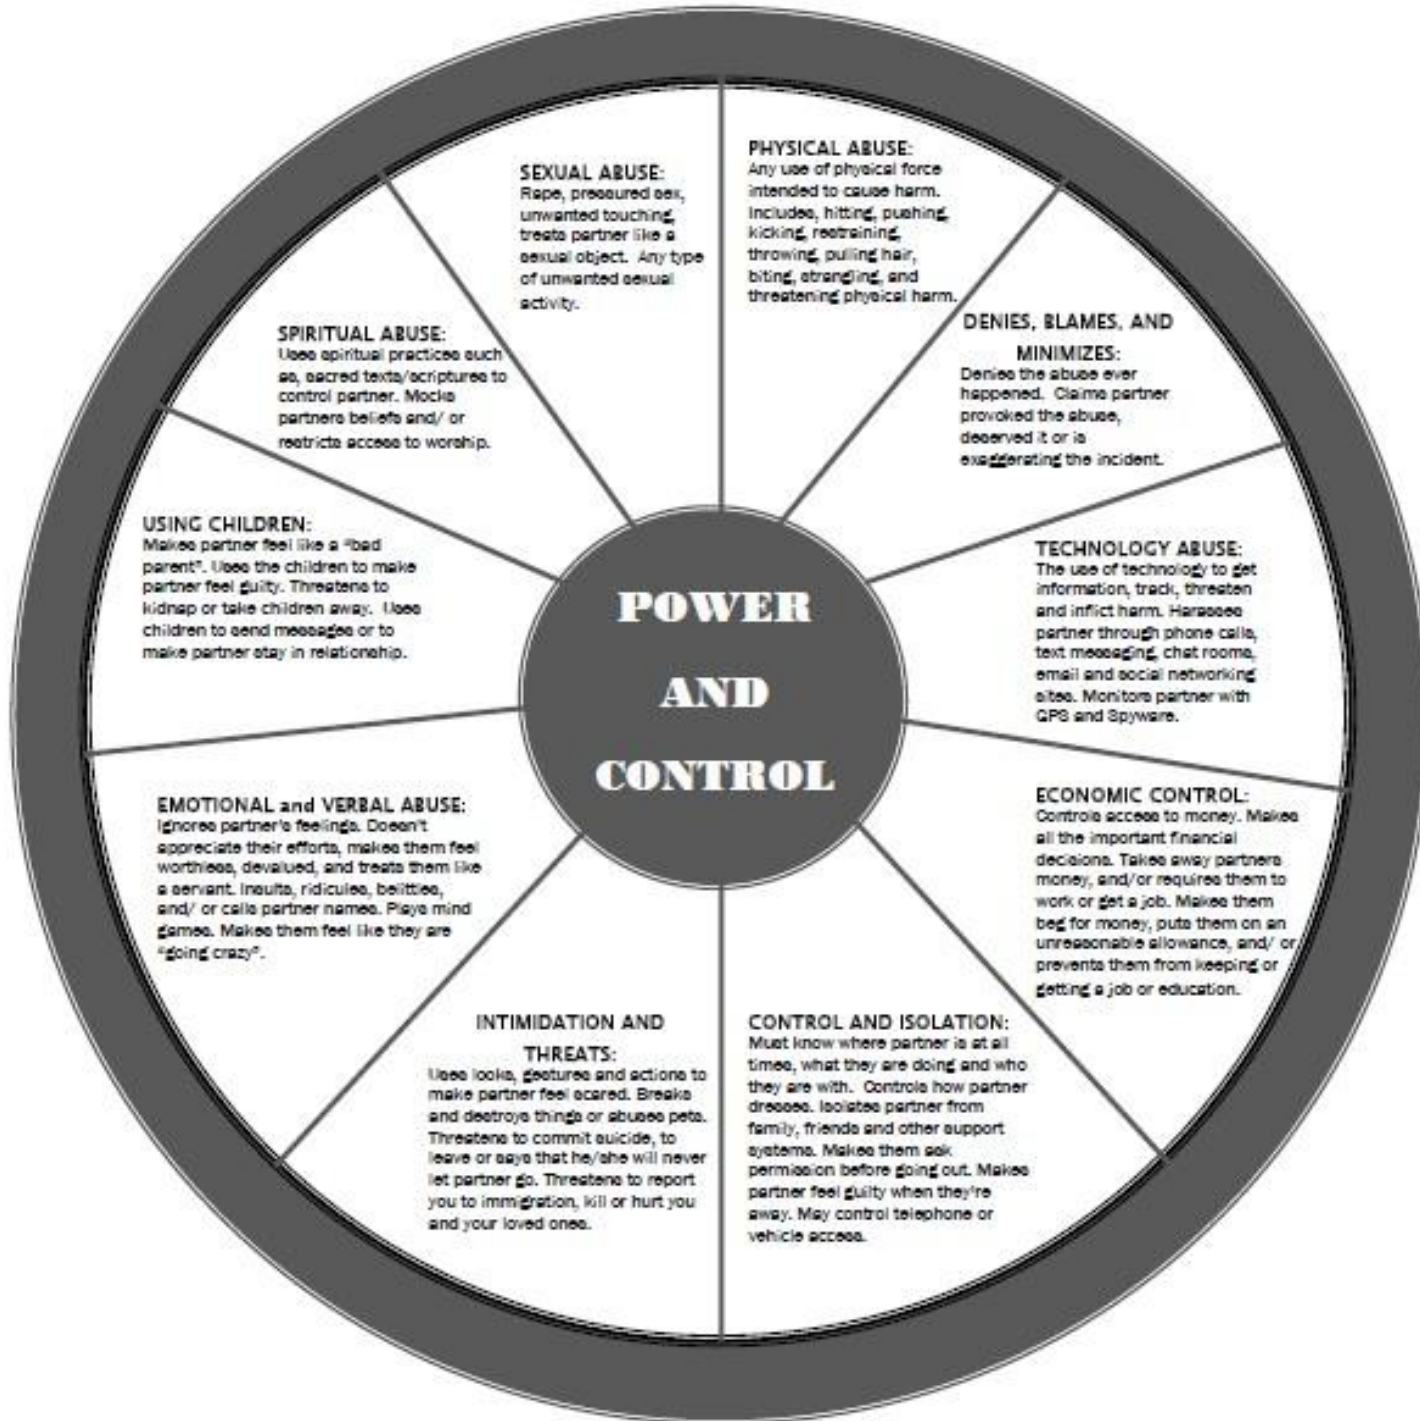 PHYSICAL ABUSE:
Any use of physical force
intended to cause harm.
Includes, hitting, pushing,
kicking, restraining,
throwing, pulling hair,
biting, strangling, and
threatening physical harm.
DENIES, BLAMES, AND
MINIMIZES:
Denies the abuse ever
happened.  Claims partner
provoked the abuse,
deserved it or is
exaggerating the incident.
TECHNOLOGY ABUSE:
The use of technology to get
information, track, threaten
and inflict harm. Harasses
partner through phone calls,
text messaging, chat rooms,
email and social networking
sites. Monitors partner with
GPS and Spyware.
ECONOMIC CONTROL:
Controls access to money. Makes
all the important financial
decisions. Takes away partners
money, and/or requires them to
work or get a job. Makes them
beg for money, puts them on an
unreasonable allowance, and/ or
prevents them from keeping or
getting a job or education.
CONTROL AND ISOLATION:
Must know where partner is at all
times, what they are doing and who
they are with.  Controls how partner
dresses. Isolates partner from
family, friends and other support
systems. Makes them ask
permission before going out. Makes
partner feel guilty when they're
away. May control telephone or
vehicle access.
INTIMIDATION AND
THREATS:
Uses looks, gestures and actions to
make partner feel scared. Breaks
and destroys things or abuses pets.
Threatens to commit suicide, to
leave or says that he/she will never
let partner go. Threatens to report
you to immigration, kill or hurt you
and your loved ones.
EMOTIONAL and VERBAL ABUSE:
Ignores partner's feelings. Doesn't
appreciate their efforts, makes them feel
worthless, devalued, and treats them like
a servant. Insults, ridicules, belittles,
and/ or calls partner names. Plays mind
games. Makes them feel like they are
"going crazy".
USING CHILDREN:
Makes partner feel like a "bad
parent". Uses the children to make
partner feel guilty. Threatens to
kidnap or take children away.  Uses
children to send messages or to
make partner stay in relationship.
SPIRITUAL ABUSE:
Uses spiritual practices such
as, sacred texts/scriptures to
control partner. Mocks
partners beliefs and/ or
restricts access to worship.
SEXUAL ABUSE:
Rape, pressured sex,
unwanted touching,
treats partner like a
sexual object.  Any type
of unwanted sexual
activity.
POWER
AND
CONTROL